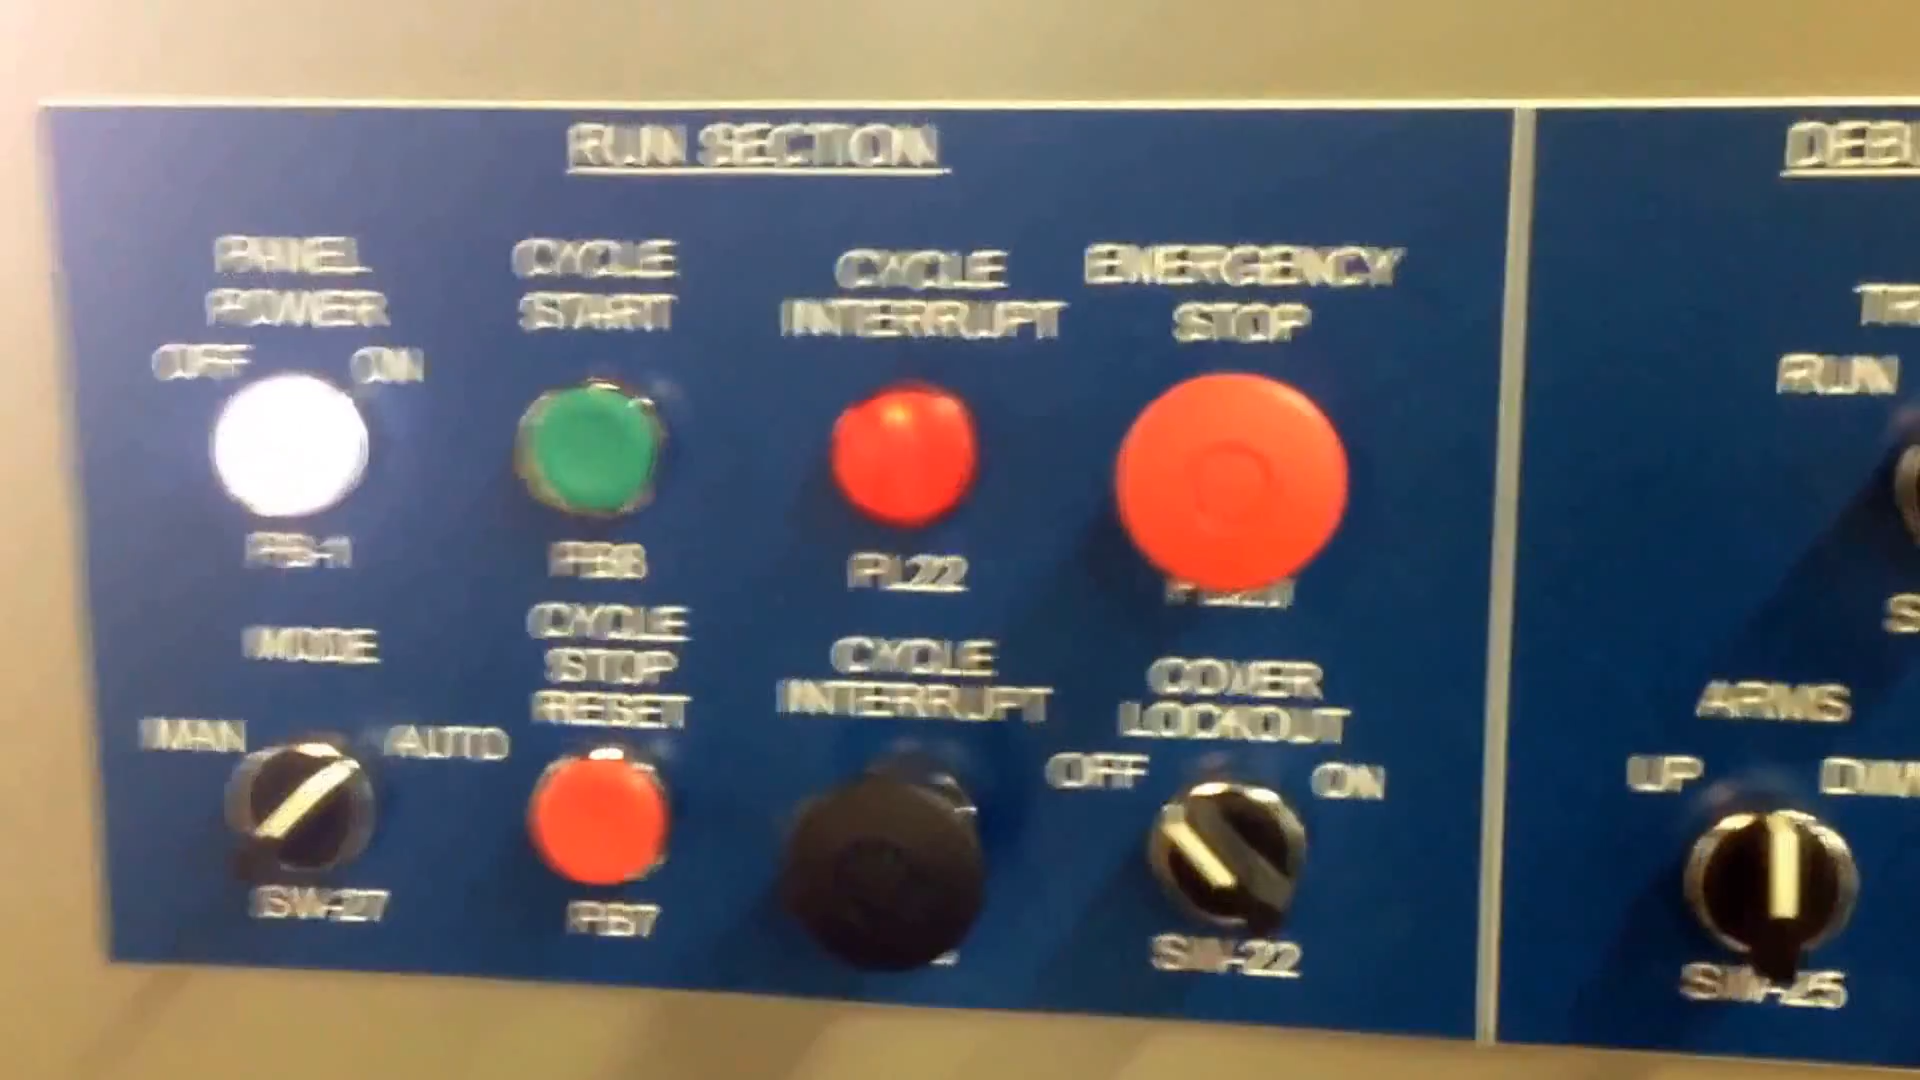 RUN SECTION
PANEL
POWER
OFF ON
PB-1
CYCLE
START
PB6
CYCLE
INTERRUPT
PL22
EMERGENCY
STOP
MODE
MAN AUTO
SW-27
CYCLE
STOP
RESET
PB7
CYCLE
INTERRUPT
COVER
LOCKOUT
OFF ON
SW-22
RUN
ARMS
UP
SW-25